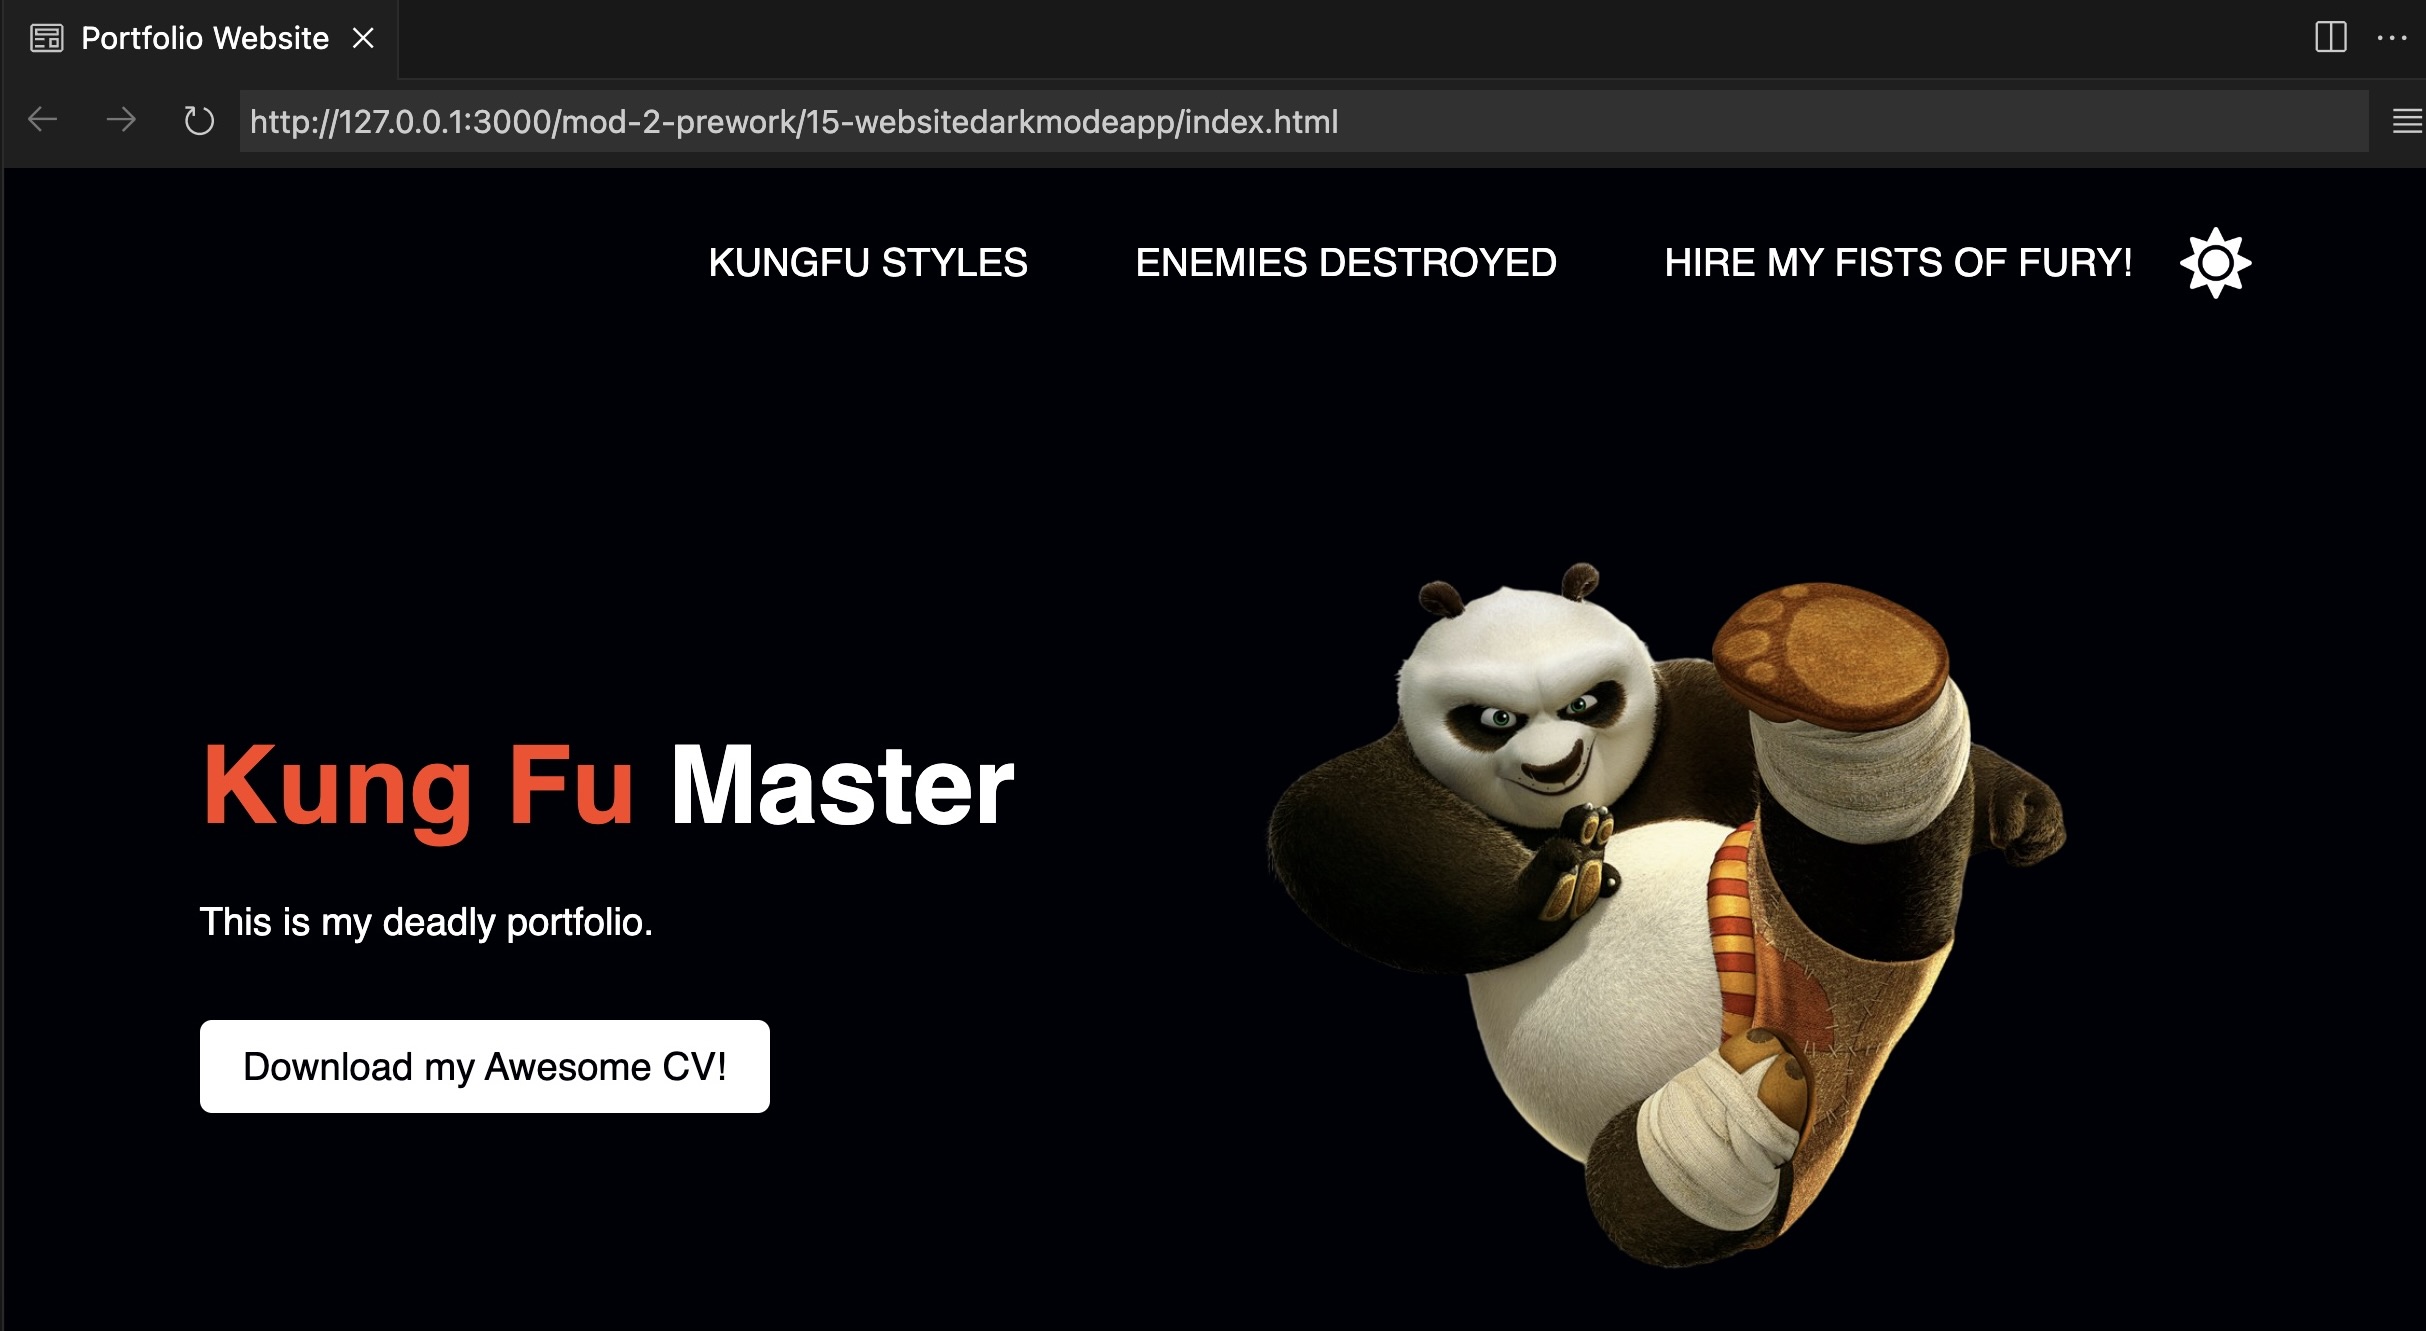 Portfolio Website
http://127.0.0.1:3000/mod-2-prework/15-websitedarkmodeapp/index.html
KUNGFU STYLES ENEMIES DESTROYED HIRE MY FISTS OF FURY!
Kung Fu Master
This is my deadly portfolio.
Download my Awesome CV!